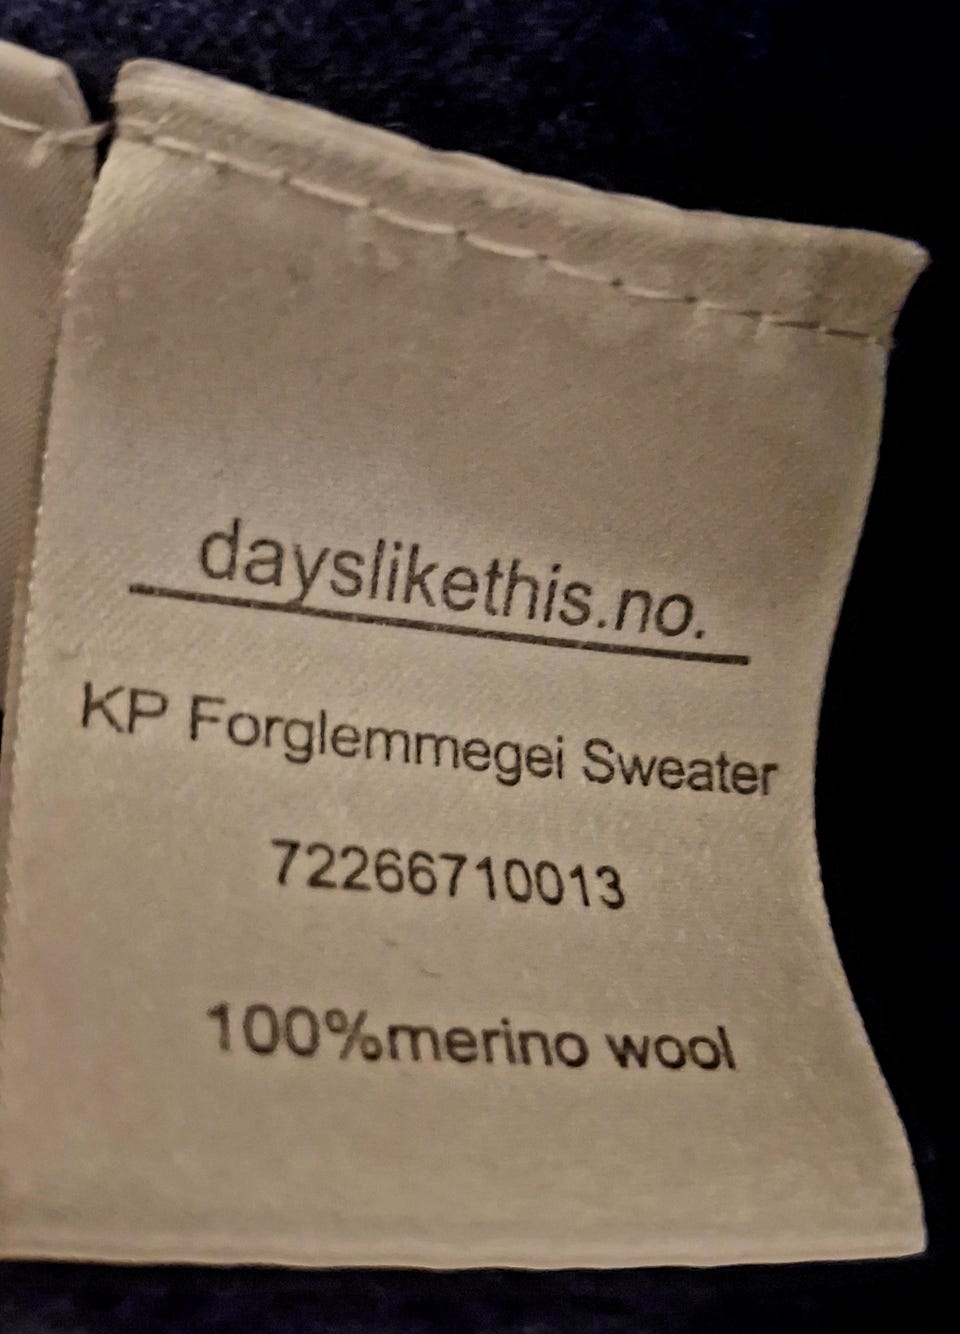 dayslikethis.no.
KP Forglemmegei Sweater
72266710013
100%merino wool